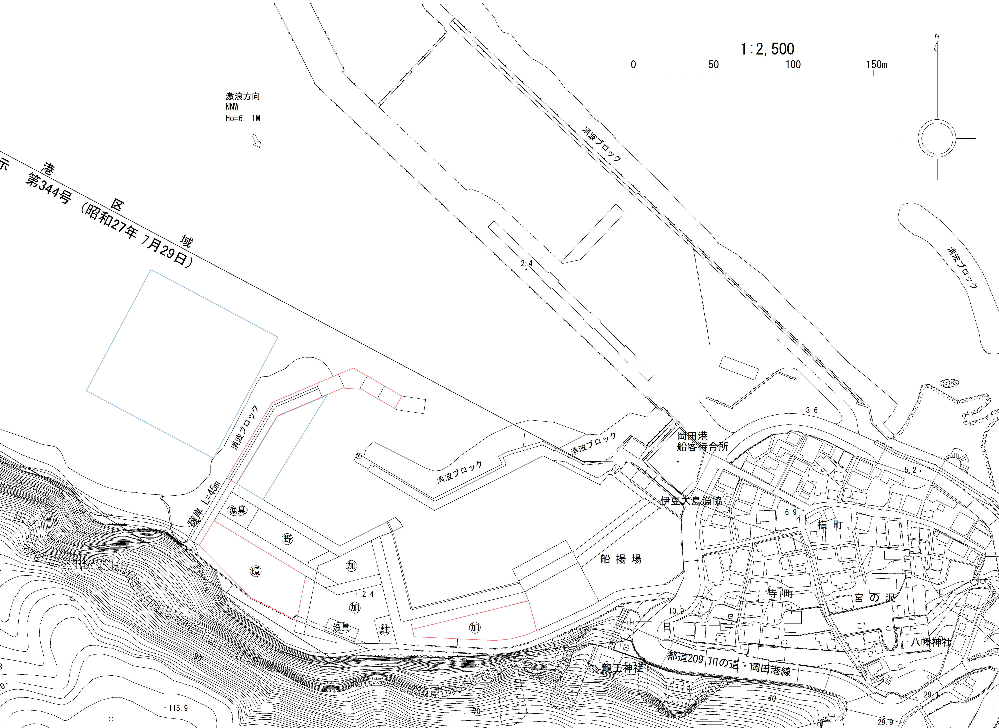 1:2,500
0 50 100 150m
N
激浪方向
NNW
Ho=6. 1M
港 区 域
示 第344号 (昭和27年 7月29日)
消波ブロック
消波ブロック
2.4
3.6
消波ブロック
護岸 L=45m
消波ブロック
消波ブロック
岡田港
船客待合所
伊豆大島漁協
5.2
6.9
横 町
漁具
野
環
加
2.4
加
漁具
駐
加
船 揚 場
寺 町
宮 の 沢
10.9
八幡神社
龍王神社
都道209 川の道・岡田港線
90
115.9
70
40
29.1
29.9